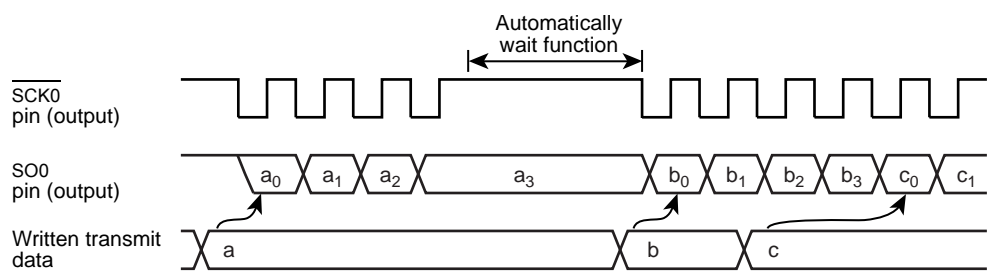 Automatically
wait function
SCK0
pin (output)
SO0
pin (output)
a0 a1 a2 a3 b0 b1 b2 b3 c0 c1
Written transmit
data
a b c